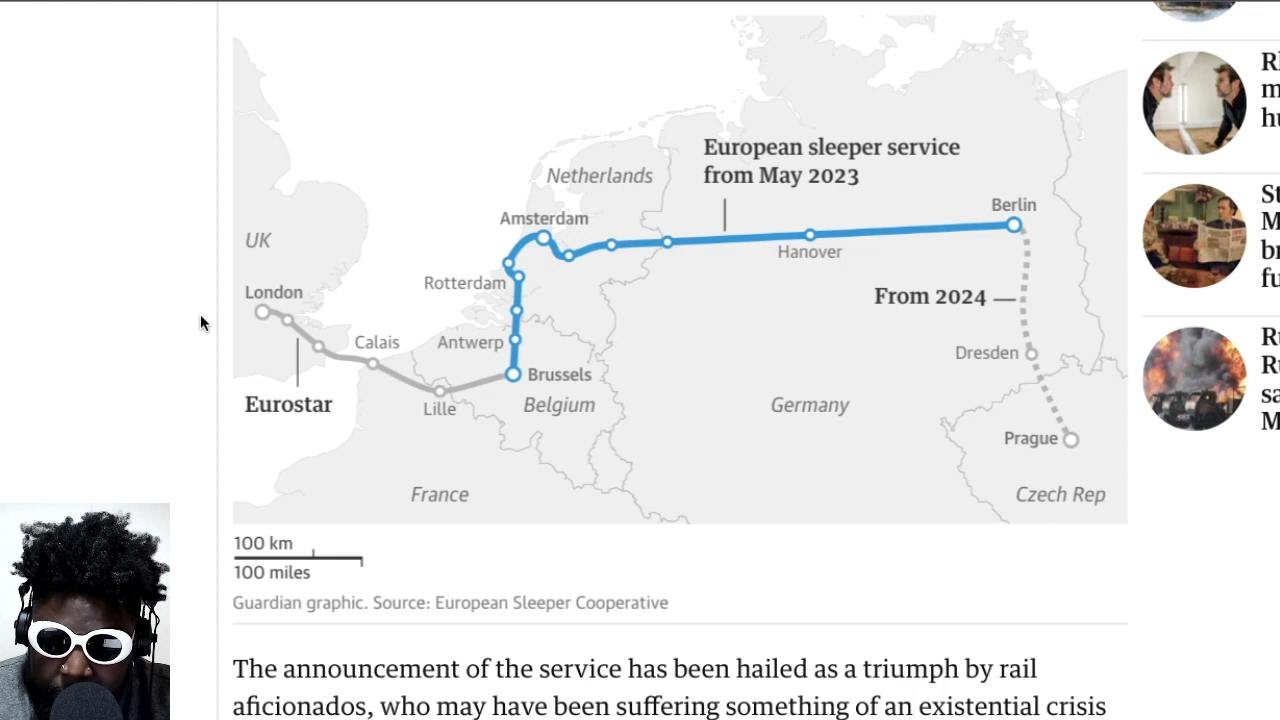 European sleeper service
from May 2023
Netherlands
Amsterdam
Berlin
UK
Hanover
Rotterdam
London
From 2024
Calais
Antwerp
Dresden
Brussels
Eurostar
Lille
Belgium
Germany
Prague
France
Czech Rep
100 km
100 miles
Guardian graphic. Source: European Sleeper Cooperative
The announcement of the service has been hailed as a triumph by rail
aficionados, who may have been suffering something of an existential crisis